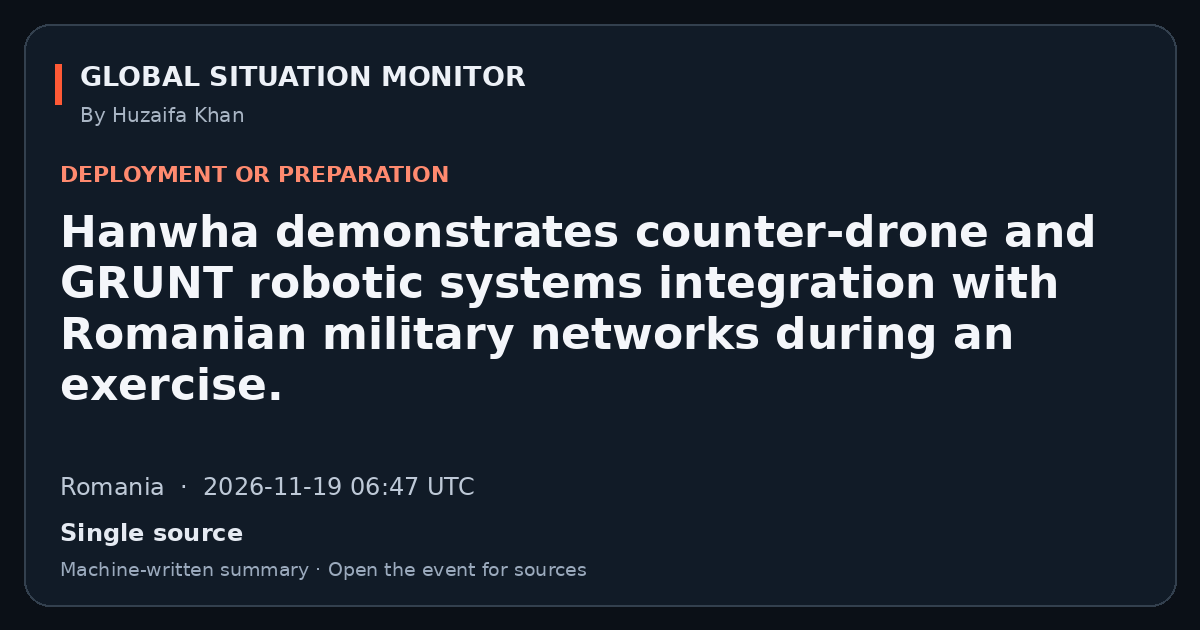 GLOBAL SITUATION MONITOR
By Huzaifa Khan
DEPLOYMENT OR PREPARATION
Hanwha demonstrates counter-drone and
GRUNT robotic systems integration with
Romanian military networks during an
exercise.
Romania · 2026-11-19 06:47 UTC
Single source
Machine-written summary · Open the event for sources